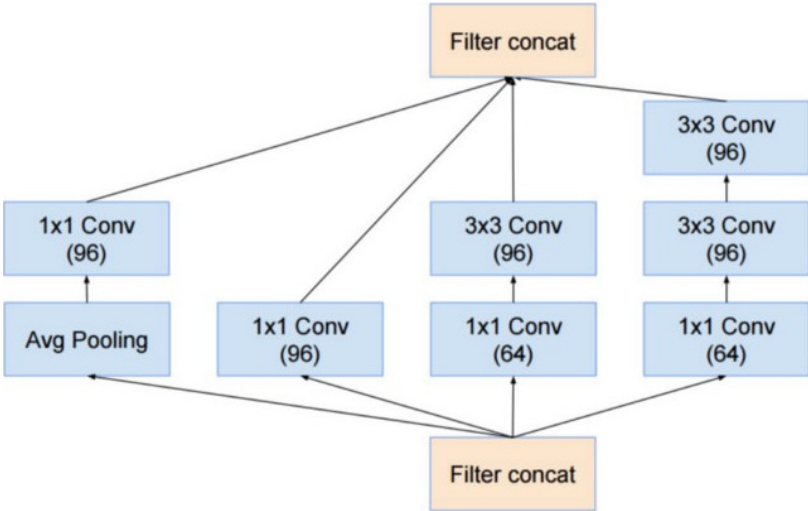 Filter concat
3x3 Conv
(96)
1x1 Conv
(96)
3x3 Conv
(96)
3x3 Conv
(96)
Avg Pooling
1x1 Conv
(96)
1x1 Conv
(64)
1x1 Conv
(64)
Filter concat